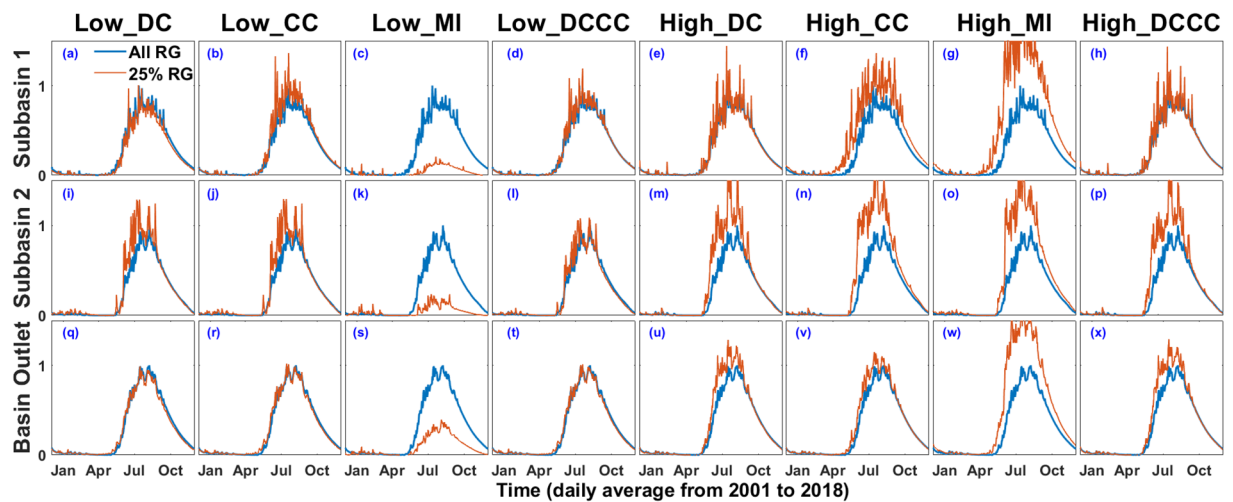 Low_DC Low_CC Low_MI Low_DCCC High_DC High_CC High_MI High_DCCC
Subbasin 1
1
0
(a) (b) (c) (d) (e) (f) (g) (h)
All RG
25% RG
Subbasin 2
1
0
(i) (j) (k) (l) (m) (n) (o) (p)
Basin Outlet
1
0
(q) (r) (s) (t) (u) (v) (w) (x)
Jan Apr Jul Oct Jan Apr Jul Oct Jan Apr Jul Oct Jan Apr Jul Oct Jan Apr Jul Oct Jan Apr Jul Oct Jan Apr Jul Oct Jan Apr Jul Oct
Time (daily average from 2001 to 2018)